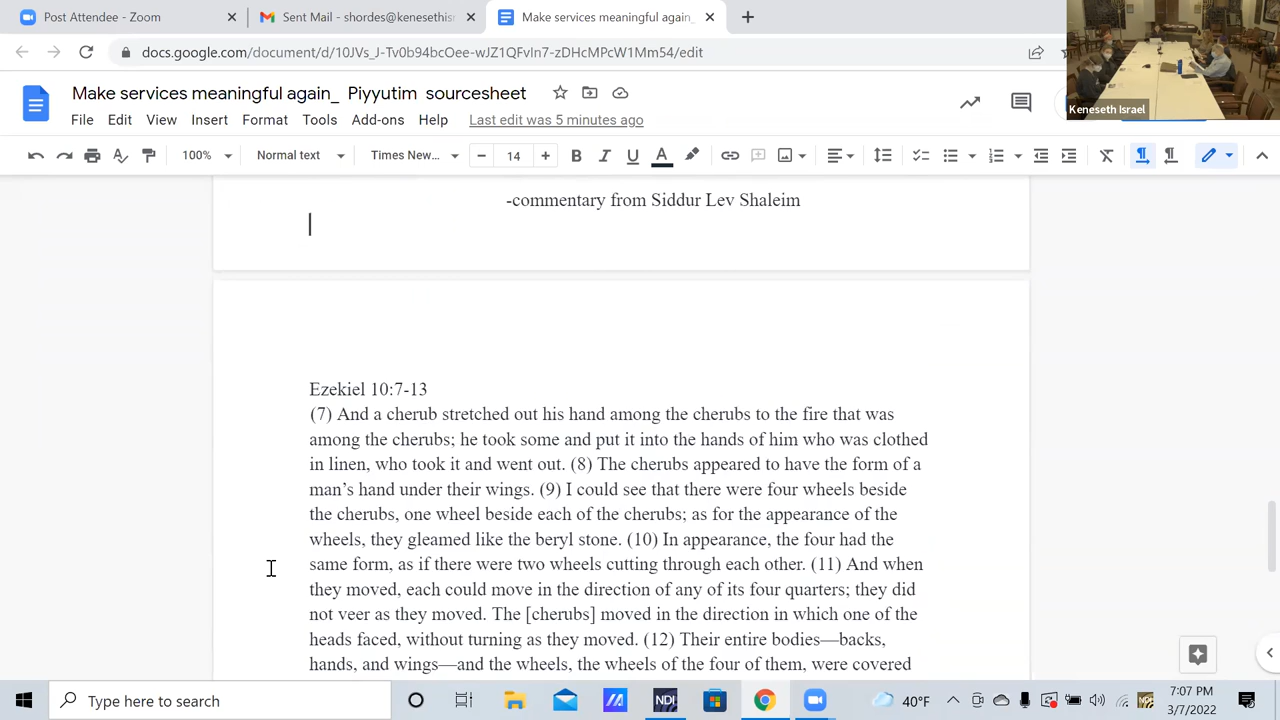 Post Attendee - Zoom
Sent Mail - shordes@kenesethis
Make services meaningful again_
docs.google.com/document/d/10JVs_J-Tv0b94bcOee-wJZ1QFvIn7-zDHcMPcW1Mm54/edit
Make services meaningful again_ Piyyutim sourcesheet
File Edit View Insert Format Tools Add-ons Help Last edit was 5 minutes ago
Keneseth Israel
100% Normal text Times New... 14
-commentary from Siddur Lev Shaleim
Ezekiel 10:7-13
(7) And a cherub stretched out his hand among the cherubs to the fire that was
among the cherubs; he took some and put it into the hands of him who was clothed
in linen, who took it and went out. (8) The cherubs appeared to have the form of a
man’s hand under their wings. (9) I could see that there were four wheels beside
the cherubs, one wheel beside each of the cherubs; as for the appearance of the
wheels, they gleamed like the beryl stone. (10) In appearance, the four had the
same form, as if there were two wheels cutting through each other. (11) And when
they moved, each could move in the direction of any of its four quarters; they did
not veer as they moved. The [cherubs] moved in the direction in which one of the
heads faced, without turning as they moved. (12) Their entire bodies—backs,
hands, and wings—and the wheels, the wheels of the four of them, were covered
Type here to search
NDI
40°F
7:07 PM
3/7/2022